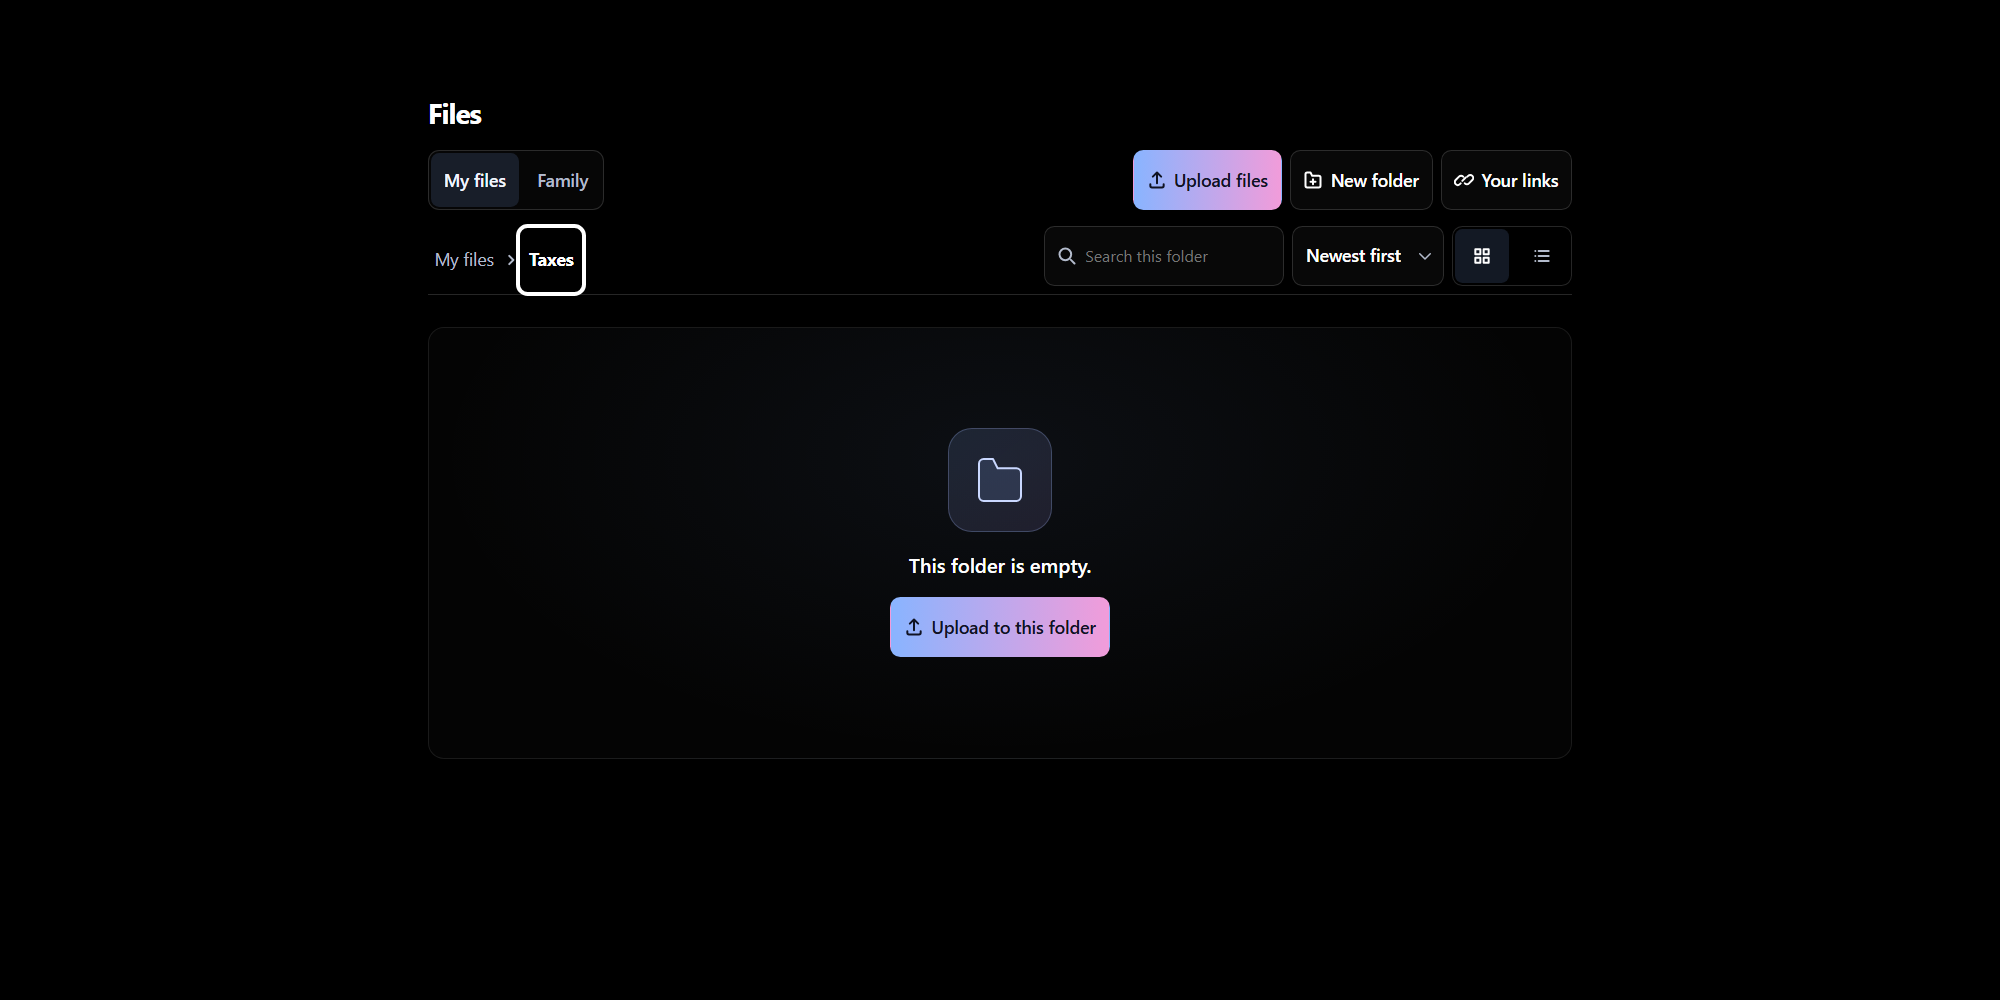 Files
My files
Family
Upload files
New folder
Your links
My files > Taxes
Search this folder
Newest first
This folder is empty.
Upload to this folder